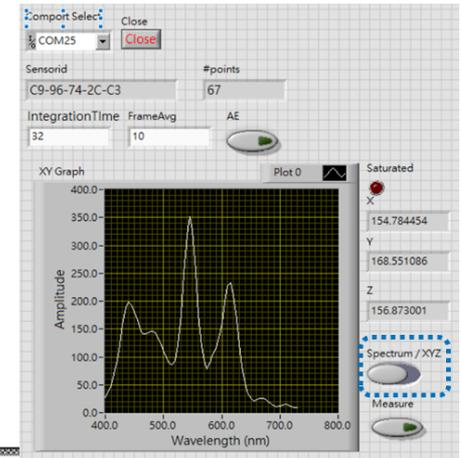 Comport Select
Close
COM25
Close
Sensorid
#points
C9-96-74-2C-C3
67
IntegrationTIme
FrameAvg
AE
32
10
XY Graph
Plot 0
Saturated
X
154.784454
Y
168.551086
Z
156.873001
Spectrum / XYZ
Measure
400.0
350.0
300.0
250.0
200.0
150.0
100.0
50.0
0.0
Amplitude
400.0 500.0 600.0 700.0 800.0
Wavelength (nm)